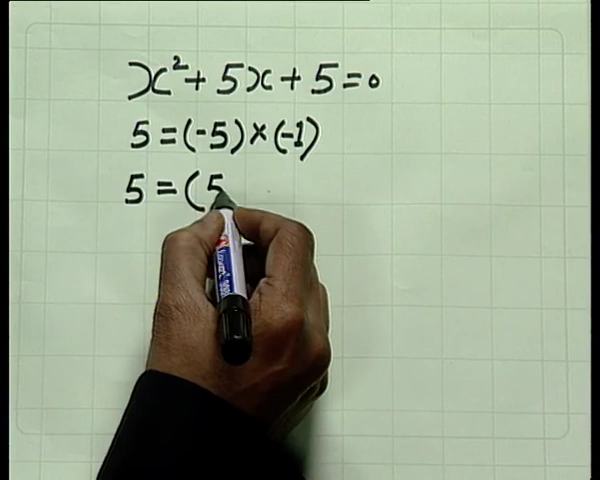 x² + 5x + 5 = 0
5 = (-5) × (-1)
5 = (5